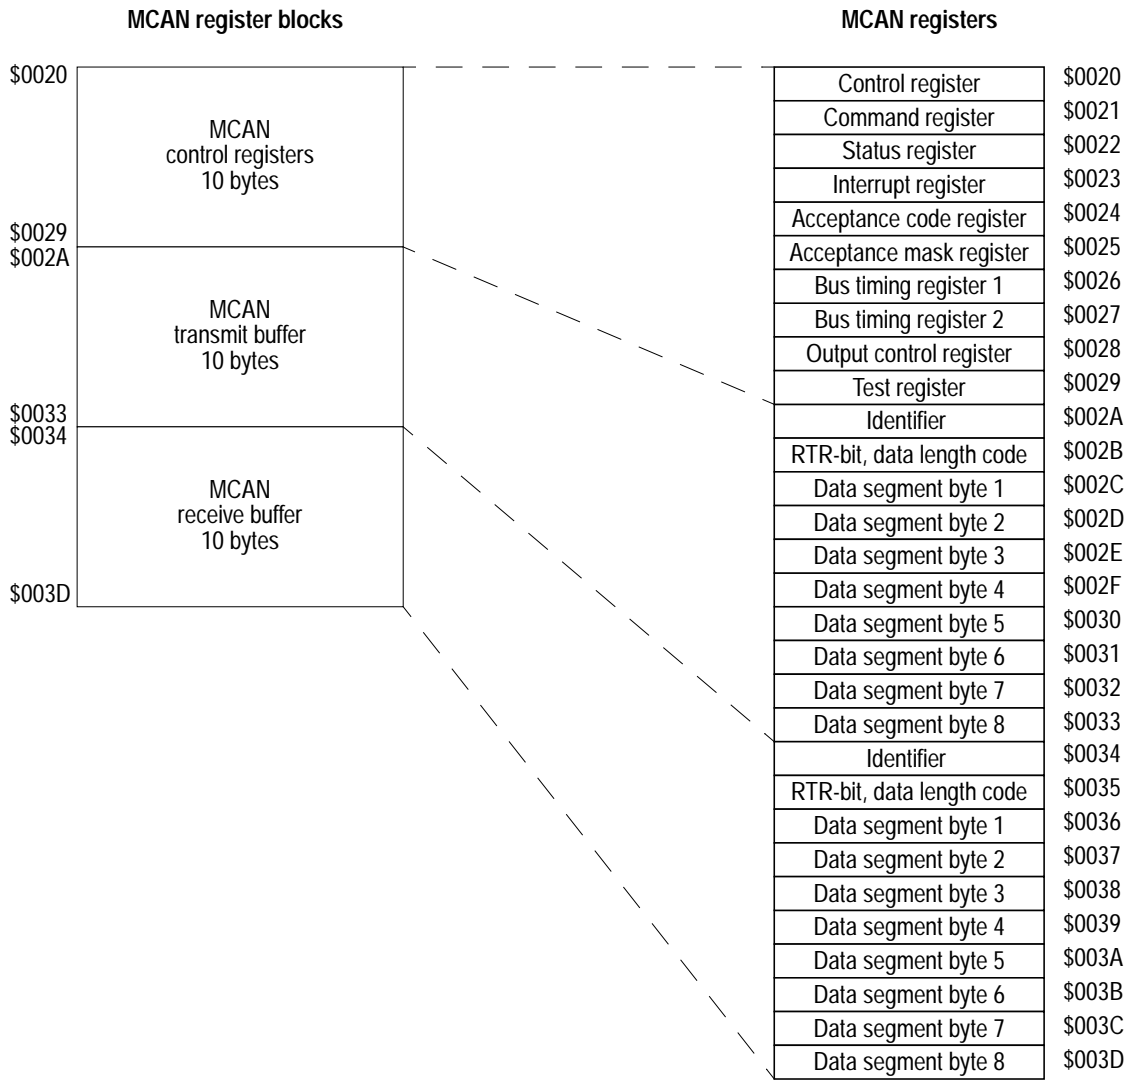 MCAN register blocks
$0020
MCAN
control registers
10 bytes
$0029
$002A
MCAN
transmit buffer
10 bytes
$0033
$0034
MCAN
receive buffer
10 bytes
$003D
MCAN registers
Control register $0020
Command register $0021
Status register $0022
Interrupt register $0023
Acceptance code register $0024
Acceptance mask register $0025
Bus timing register 1 $0026
Bus timing register 2 $0027
Output control register $0028
Test register $0029
Identifier $002A
RTR-bit, data length code $002B
Data segment byte 1 $002C
Data segment byte 2 $002D
Data segment byte 3 $002E
Data segment byte 4 $002F
Data segment byte 5 $0030
Data segment byte 6 $0031
Data segment byte 7 $0032
Data segment byte 8 $0033
Identifier $0034
RTR-bit, data length code $0035
Data segment byte 1 $0036
Data segment byte 2 $0037
Data segment byte 3 $0038
Data segment byte 4 $0039
Data segment byte 5 $003A
Data segment byte 6 $003B
Data segment byte 7 $003C
Data segment byte 8 $003D